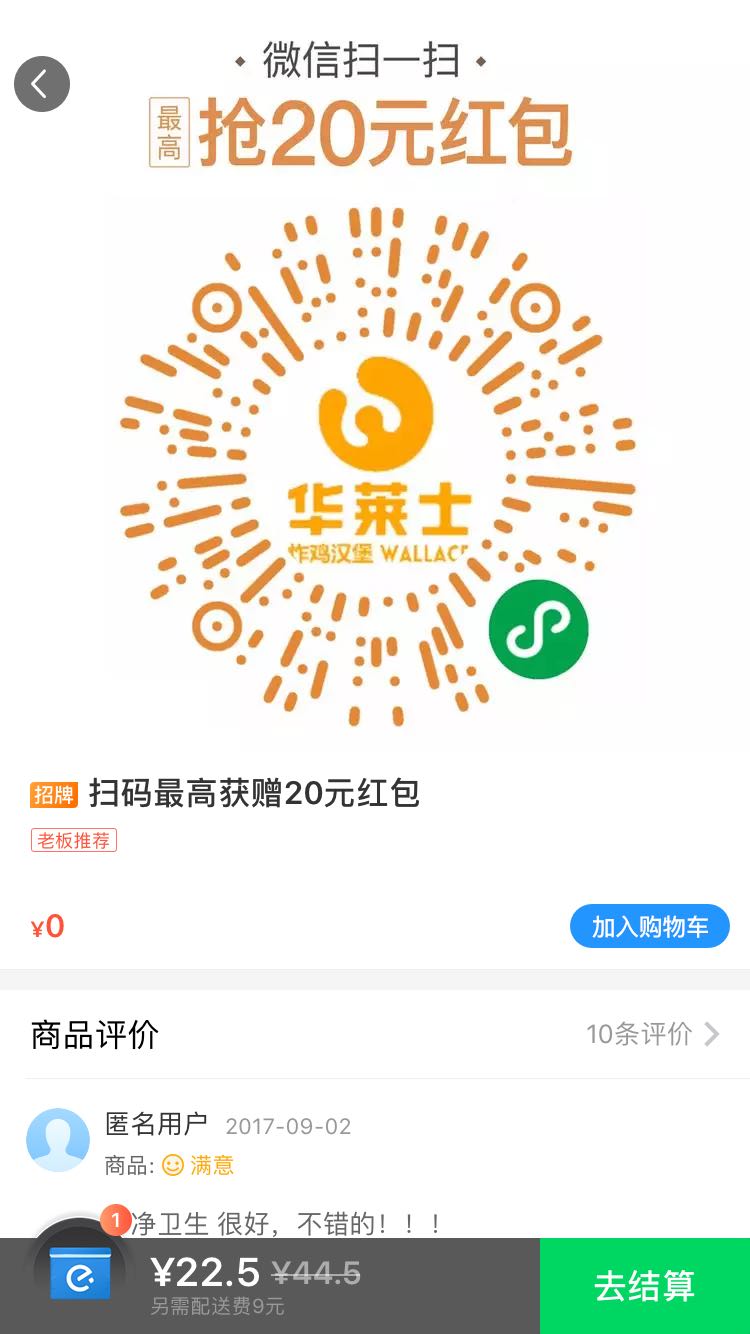 · 微信扫一扫 ·
最高 抢20元红包
华莱士
炸鸡汉堡 WALLACE
招牌 扫码最高获赠20元红包
老板推荐
¥0 加入购物车
商品评价 10条评价
匿名用户 2017-09-02
商品: 满意
净卫生 很好，不错的！！！
1
¥22.5 ¥44.5 去结算
另需配送费9元